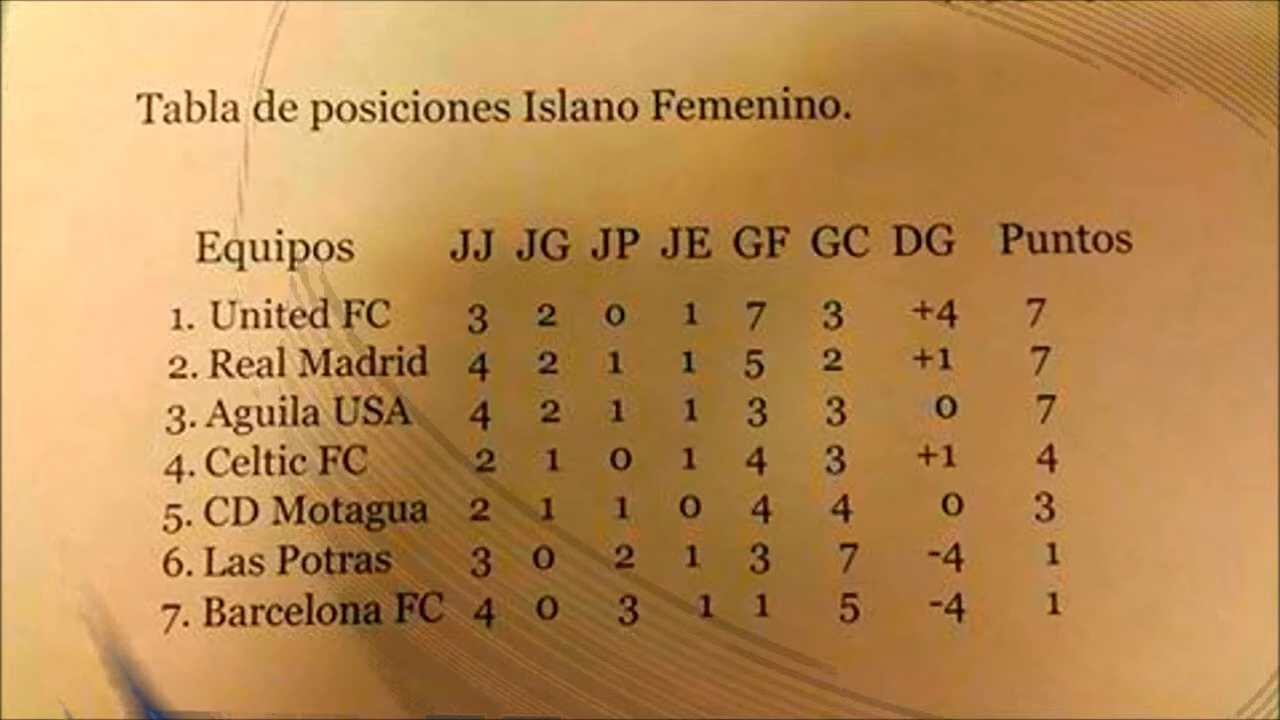 Tabla de posiciones Islano Femenino.
Equipos JJ JG JP JE GF GC DG Puntos
1. United FC 3 2 0 1 7 3 +4 7
2. Real Madrid 4 2 1 1 5 2 +1 7
3. Aguila USA 4 2 1 1 3 3 0 7
4. Celtic FC 2 1 0 1 4 3 +1 4
5. CD Motagua 2 1 1 0 4 4 0 3
6. Las Potras 3 0 2 1 3 7 -4 1
7. Barcelona FC 4 0 3 1 1 5 -4 1